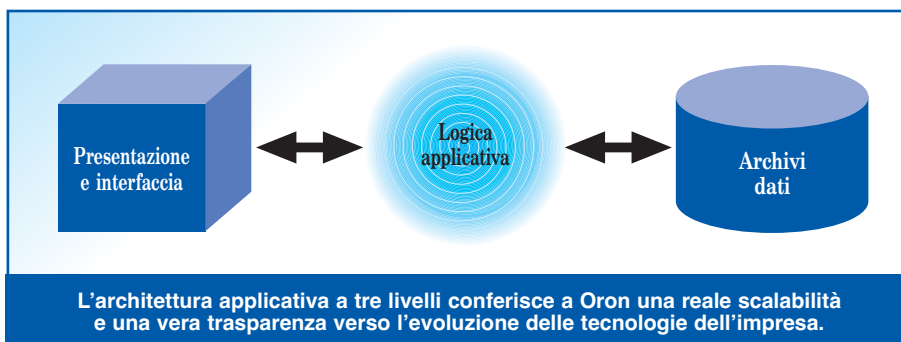 Presentazione
e interfaccia
Logica
applicativa
Archivi
dati
L'architettura applicativa a tre livelli conferisce a Oron una reale scalabilità
e una vera trasparenza verso l'evoluzione delle tecnologie dell'impresa.